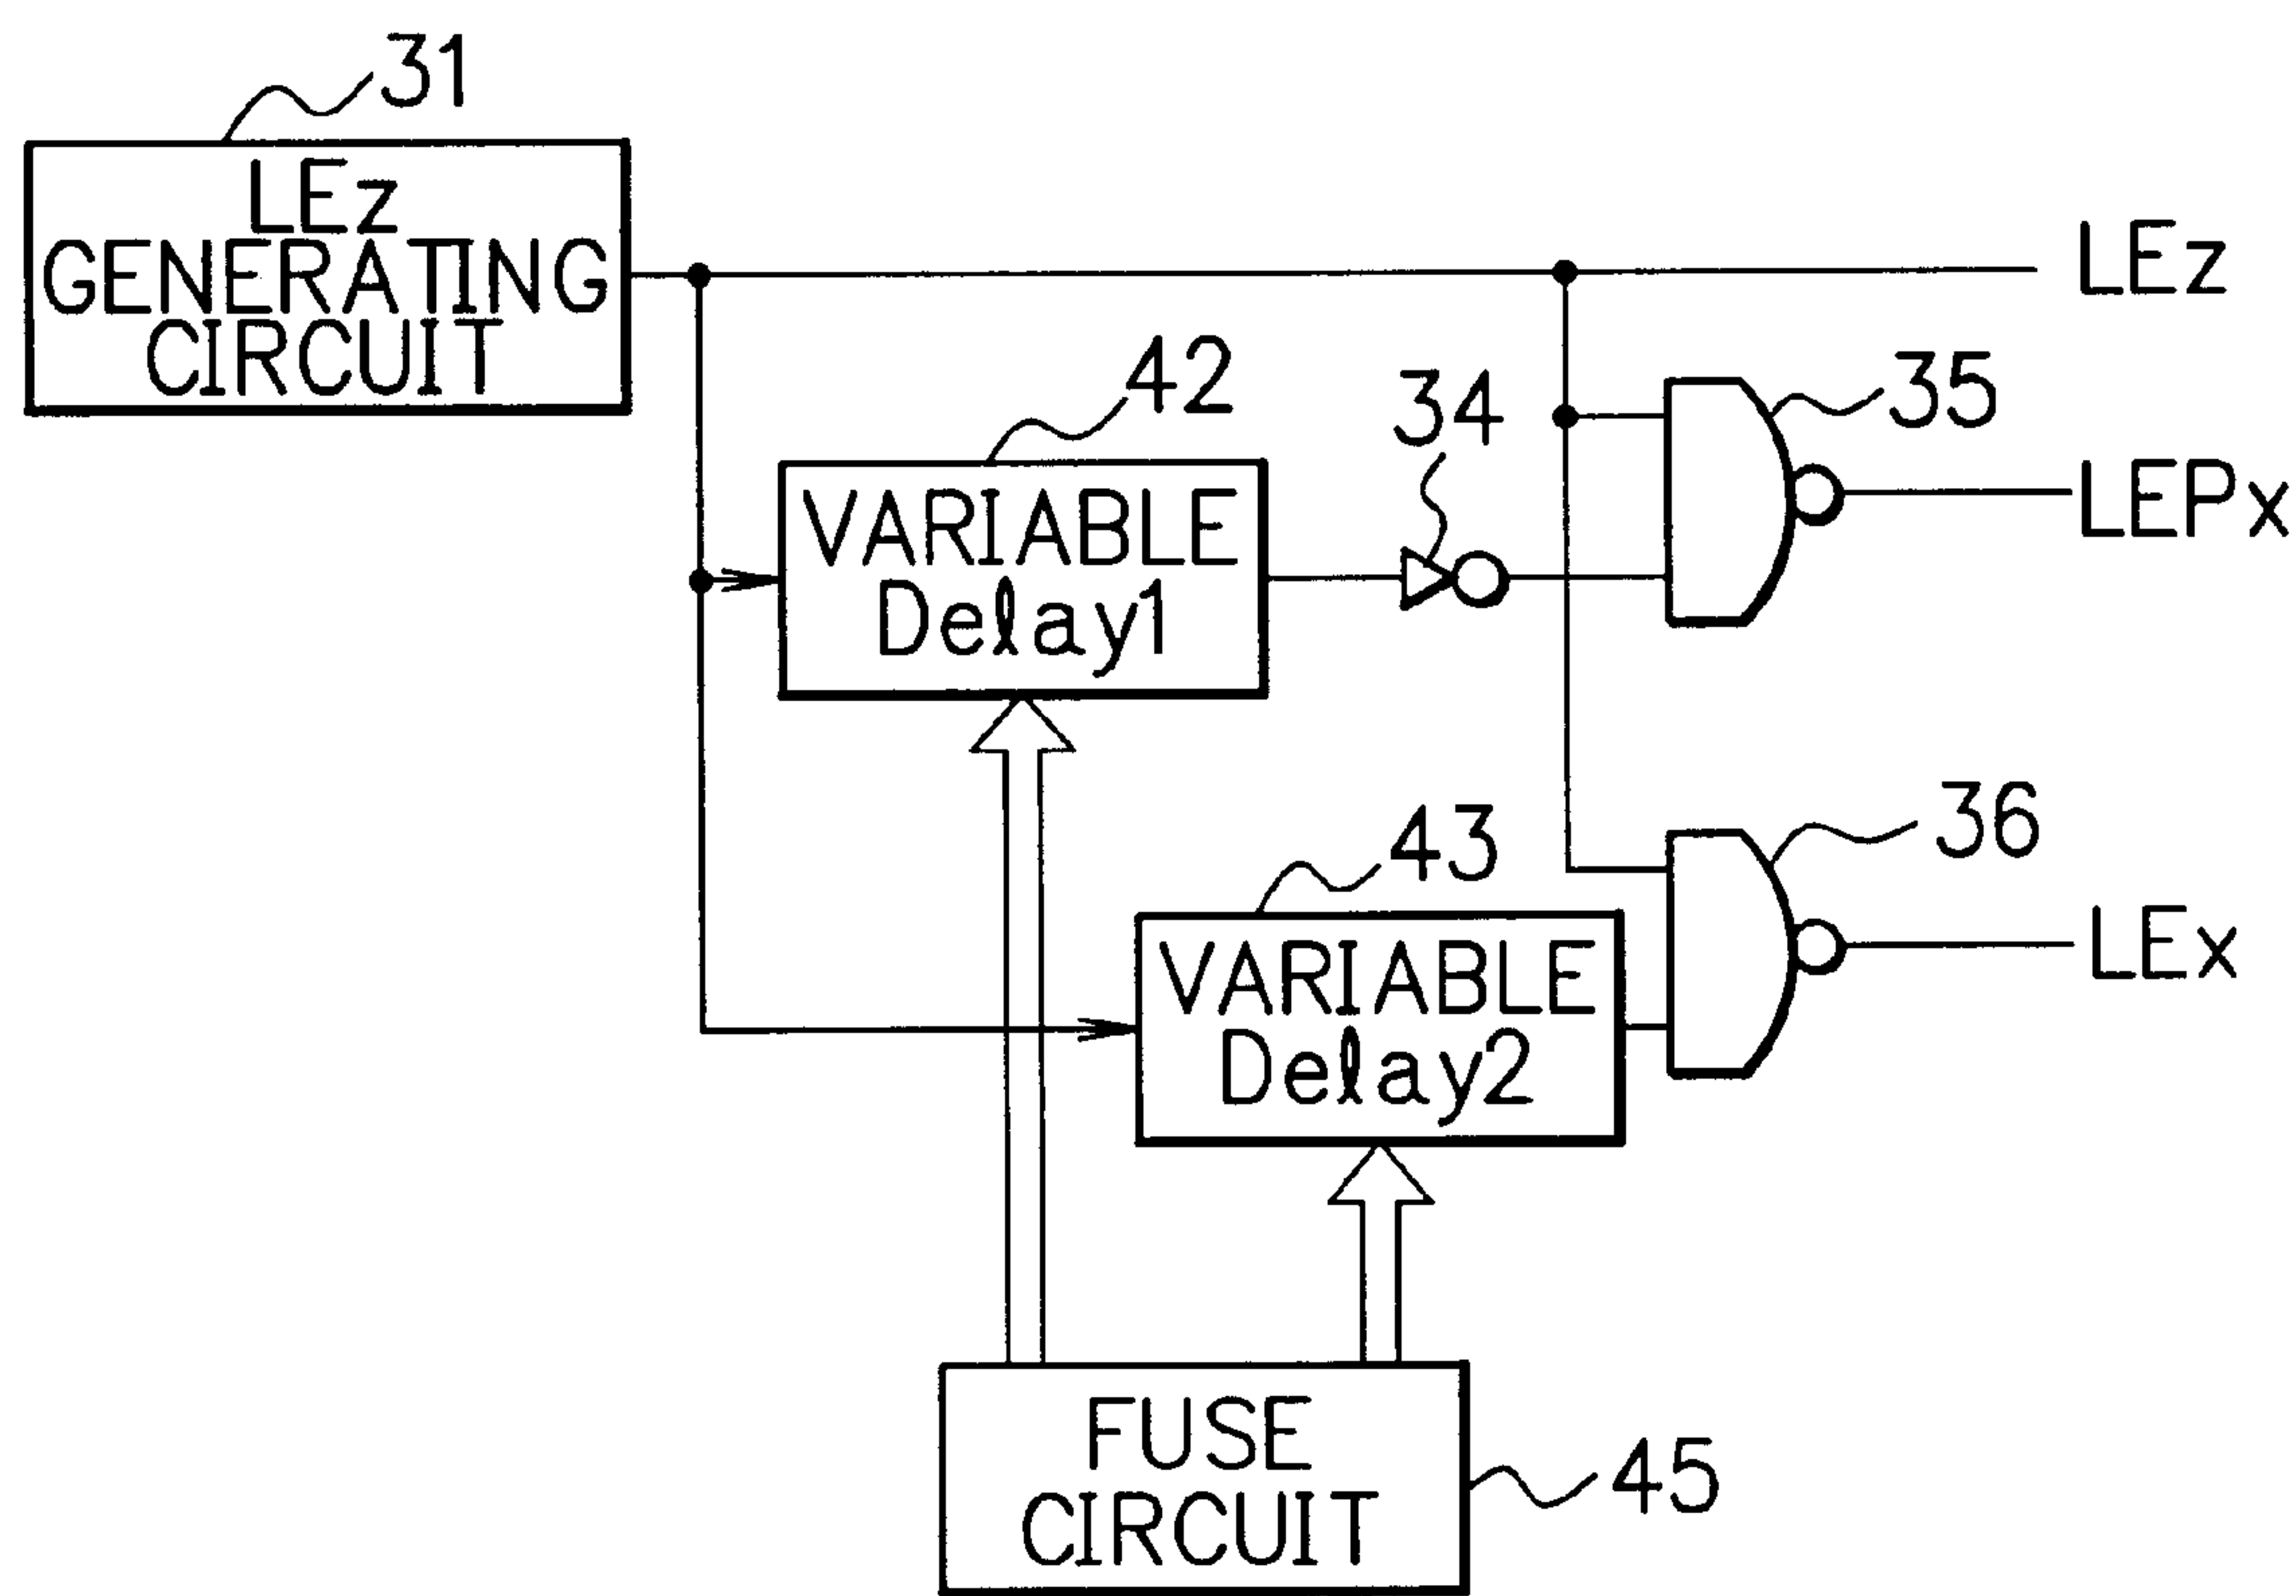 31
LEz
GENERATING
CIRCUIT
LEz
42
VARIABLE
Delay1
34
35
LEPx
43
VARIABLE
Delay2
36
LEx
FUSE
CIRCUIT
45